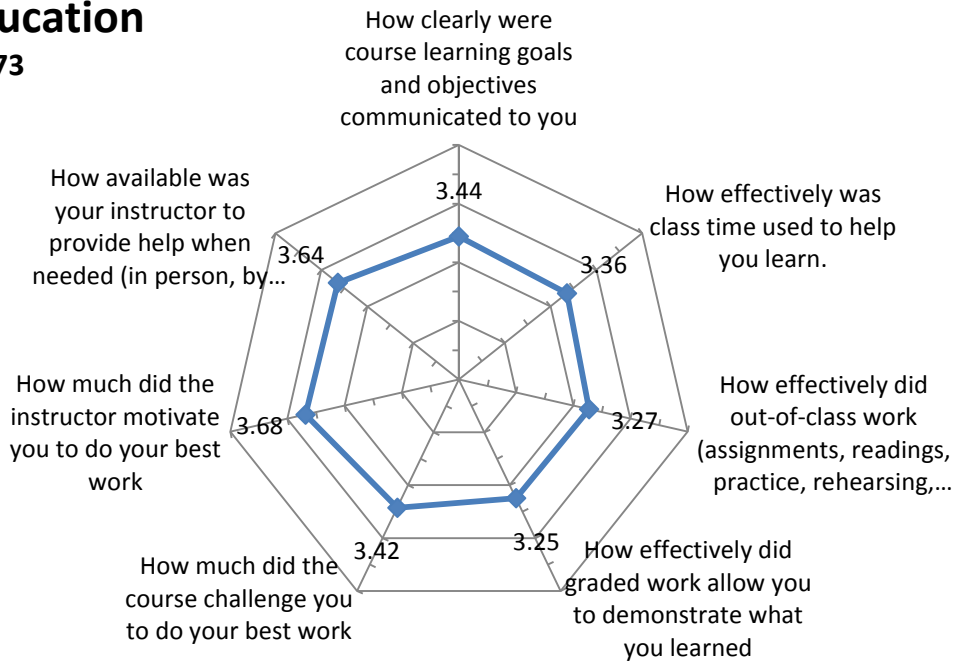 ucation
73
How clearly were
course learning goals
and objectives
communicated to you
3.44
How effectively was
class time used to help
you learn.
3.36
How effectively did
out-of-class work
(assignments, readings,
practice, rehearsing,...
3.27
How effectively did
graded work allow you
to demonstrate what
you learned
3.25
How much did the
course challenge you
to do your best work
3.42
How much did the
instructor motivate
you to do your best
work
3.68
How available was
your instructor to
provide help when
needed (in person, by...
3.64